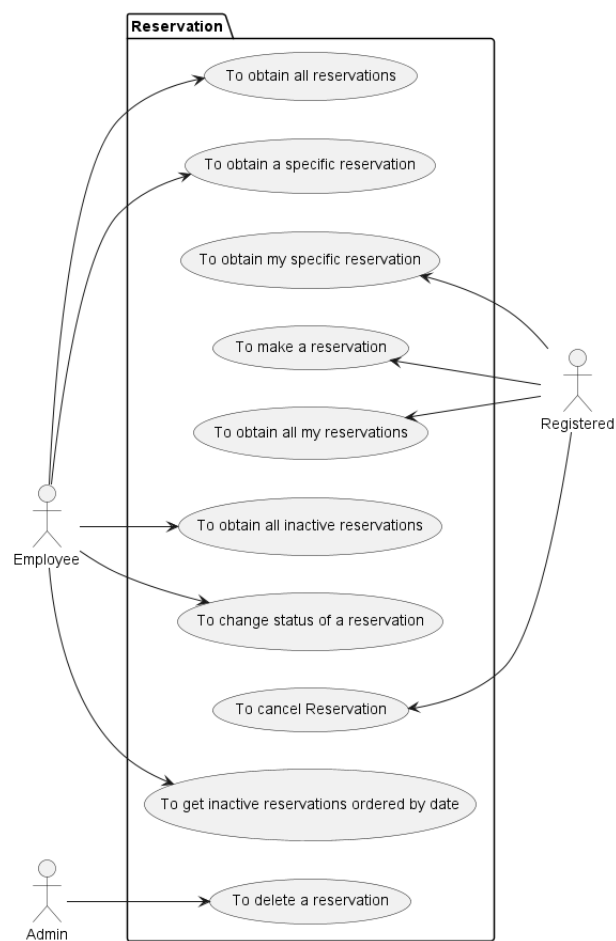 Reservation
To obtain all reservations
To obtain a specific reservation
To obtain my specific reservation
To make a reservation
Registered
To obtain all my reservations
To obtain all inactive reservations
Employee
To change status of a reservation
To cancel Reservation
To get inactive reservations ordered by date
To delete a reservation
Admin